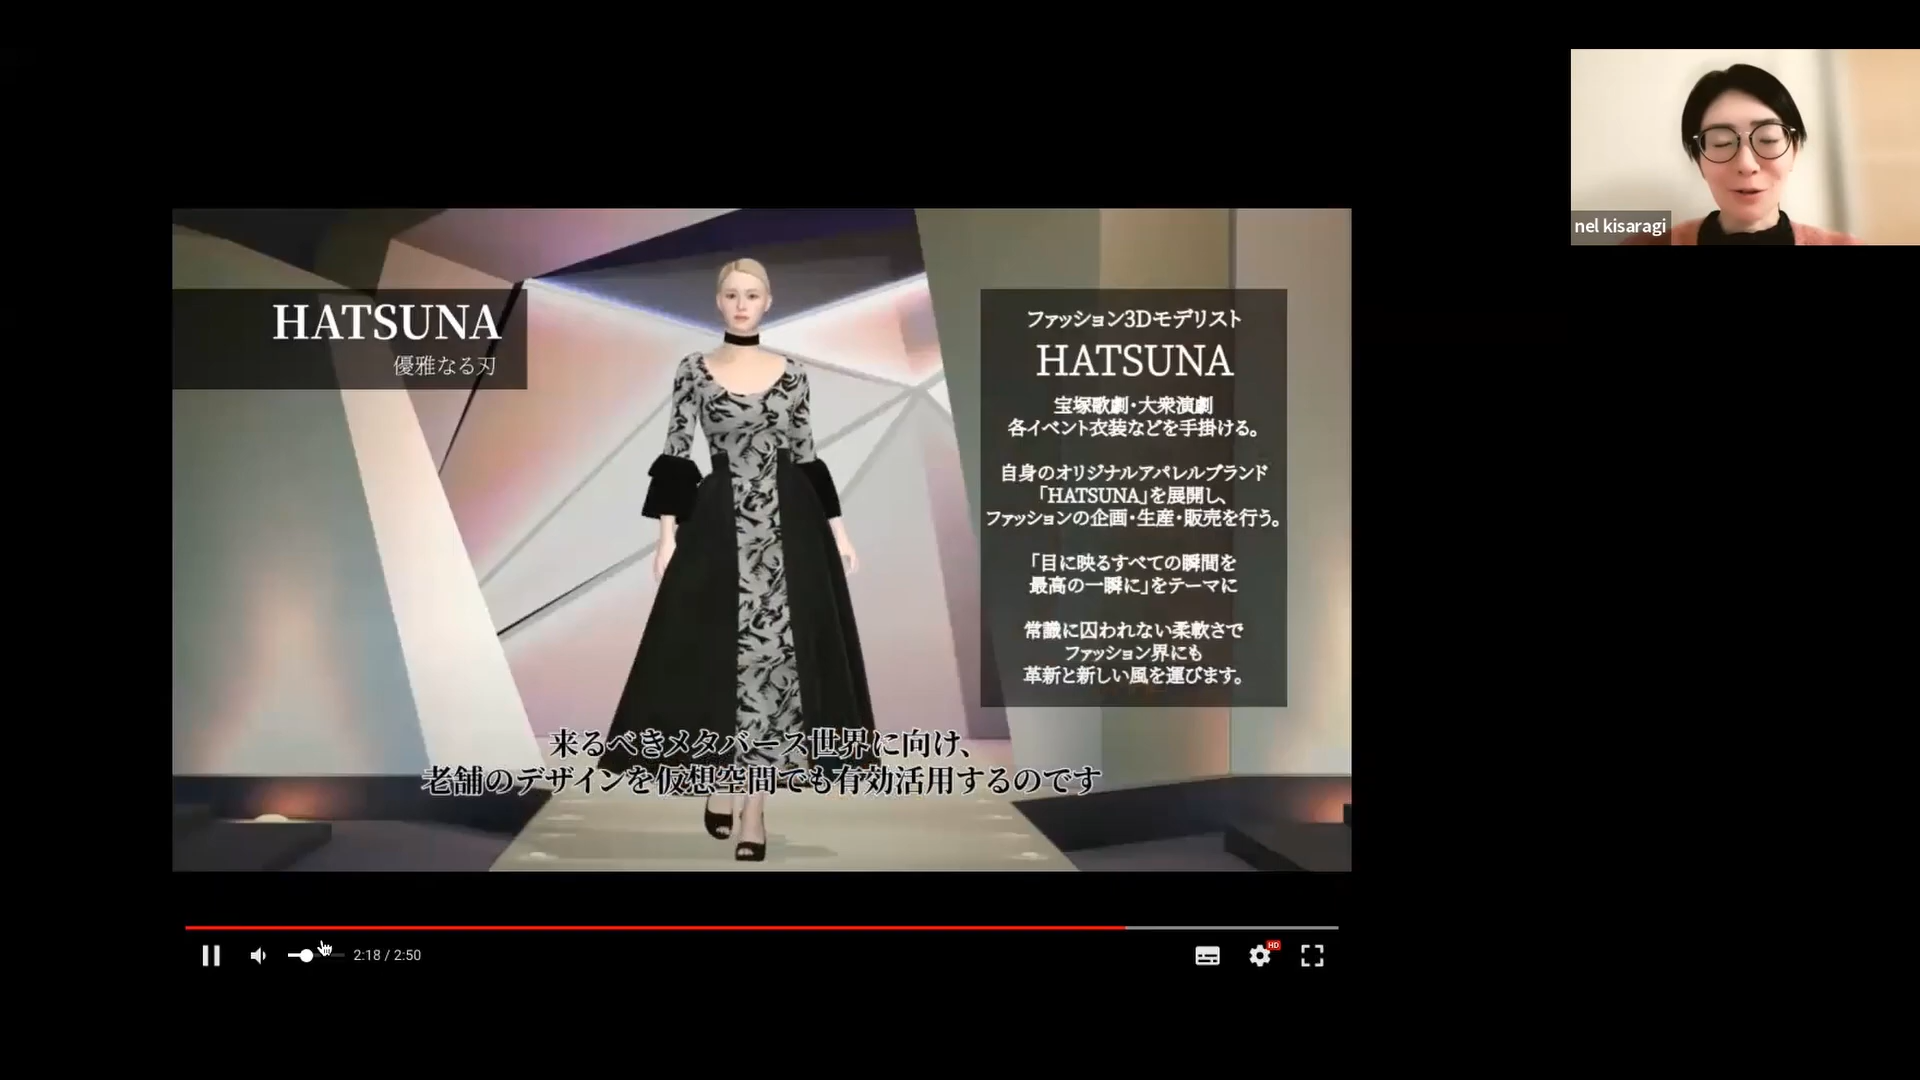 nel kisaragi
HATSUNA
優雅なる刃
ファッション3Dモデリスト
HATSUNA
宝塚歌劇・大衆演劇
各イベント衣装などを手掛ける。
自身のオリジナルアパレルブランド
「HATSUNA」を展開し、
ファッションの企画・生産・販売を行う。
「目に映るすべての瞬間を
最高の一瞬に」をテーマに
常識に囚われない柔軟さで
ファッション界にも
革新と新しい風を運びます。
来るべきメタバース世界に向け、
老舗のデザインを仮想空間でも有効活用するのです
2:18 / 2:50
HD